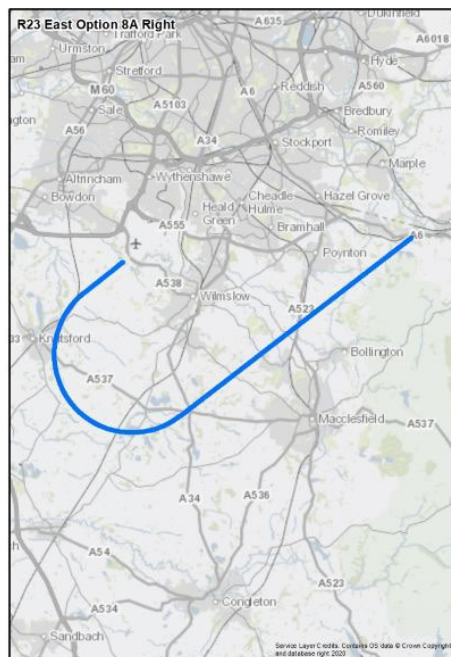 R23 East Option 8A Right
Trafford Park
A635
Dukinfield
Urmston
A6018
Hyde
Stretford
M60
A6
Reddish
A560
Sale
A5103
Bredbury
A56
A34
Romiley
Stockport
Marple
Altrincham
Wythenshawe
Bowdon
Cheadle
Hulme
Hazel Grove
Heald
Green
A555
Bramhall
A6
Poynton
A538
Wilmslow
A523
Knutsford
Bollington
A537
Macclesfield
A537
A34
A536
A54
A523
A534
Congleton
Sandbach
Service Layer Credits: Contains OS data © Crown Copyright
and database right 2020